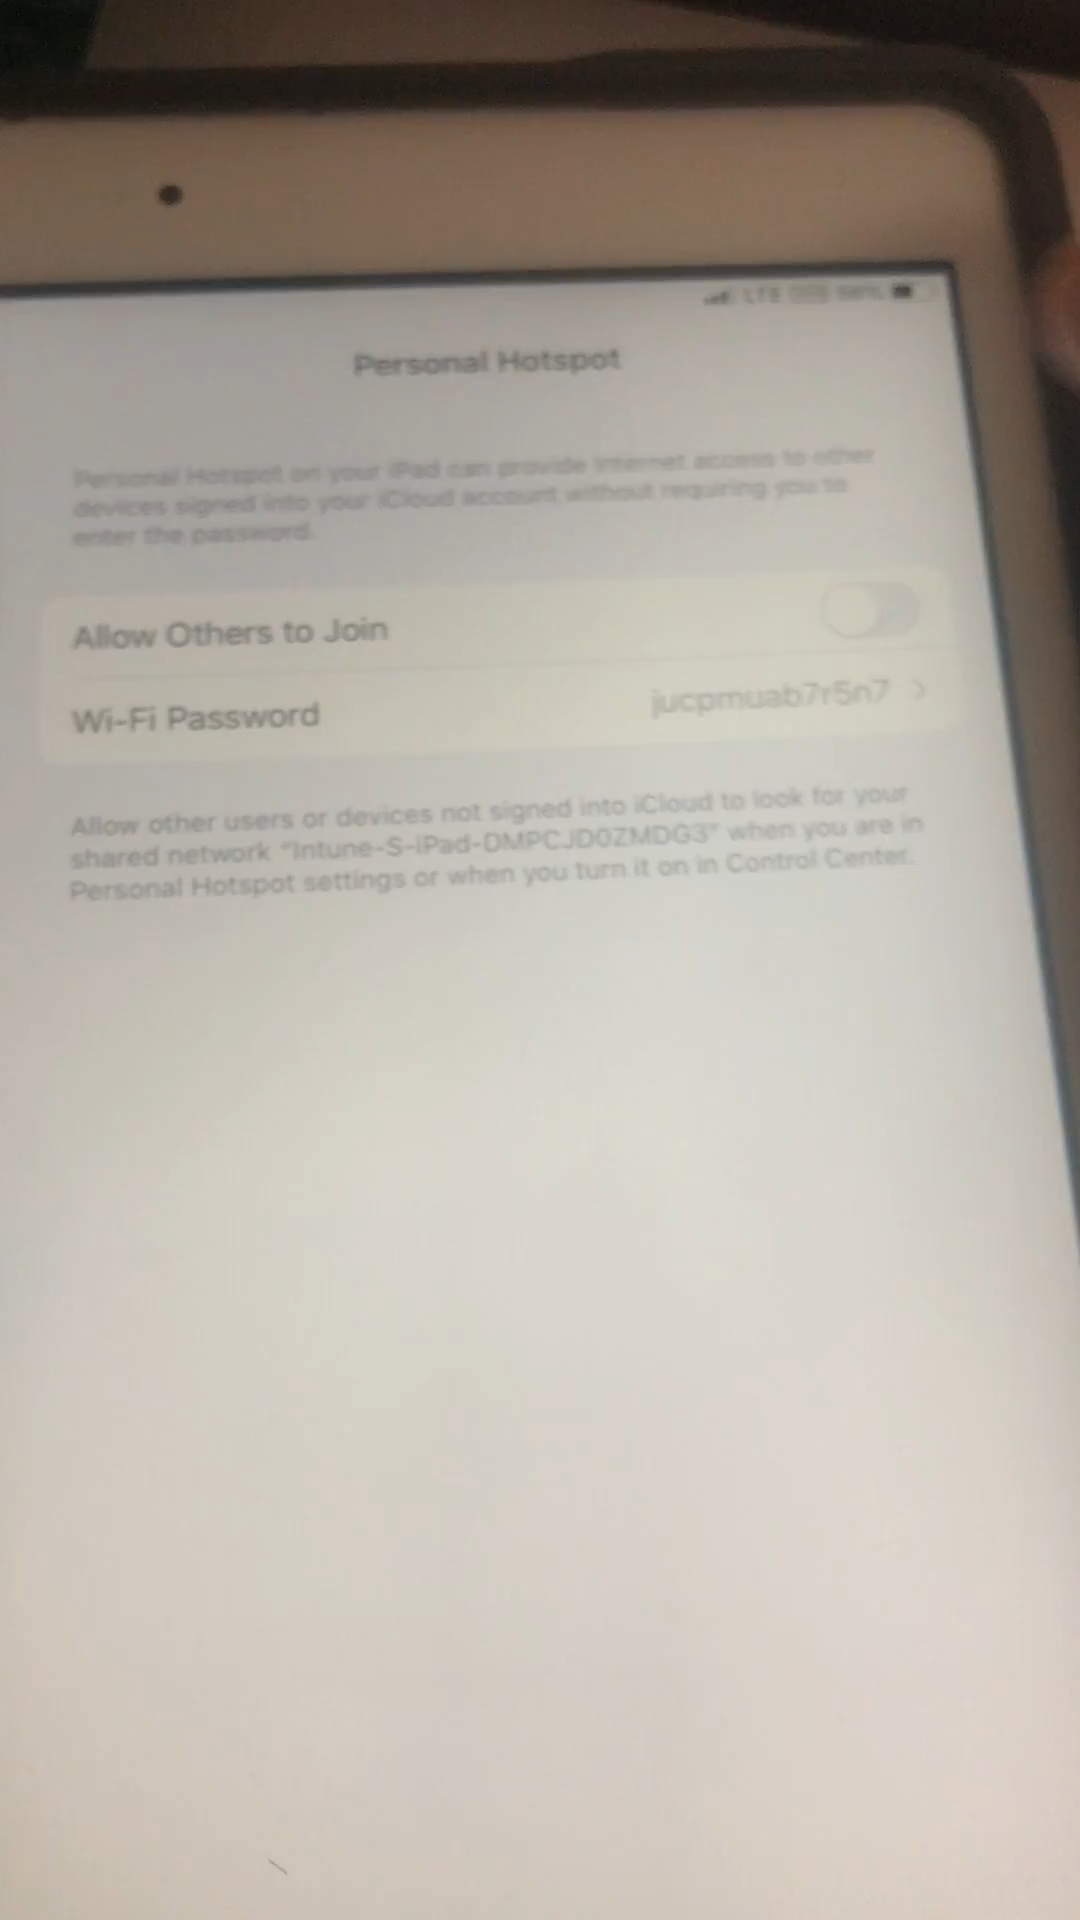 LTE
Personal Hotspot
Personal Hotspot on your iPad can provide internet access to other
devices signed into your iCloud account without requiring you to
enter the password.
Allow Others to Join
Wi-Fi Password jucpmuab7r5n7
Allow other users or devices not signed into iCloud to look for your
shared network "Intune-S-iPad-DMPCJD0ZMDG3" when you are in
Personal Hotspot settings or when you turn it on in Control Center.